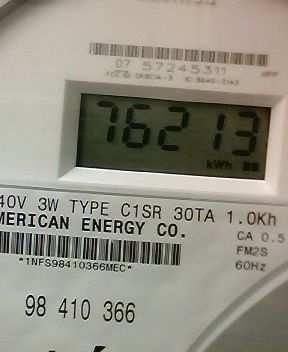 07 57245311
76213
kWh
40V 3W TYPE C1SR 30TA 1.0Kh
MERICAN ENERGY CO.
CA 0.5
FM2S
60Hz
*1NFS98410366MEC*
98 410 366